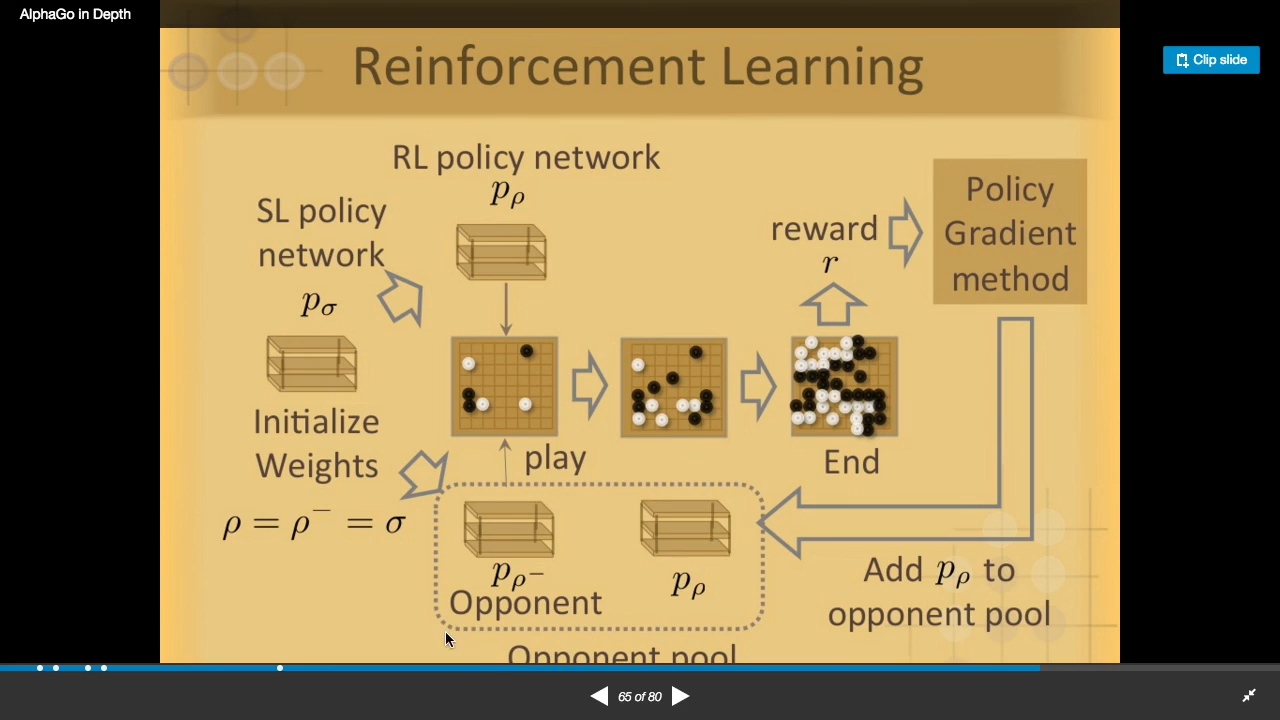 AlphaGo in Depth
Clip slide
Reinforcement Learning
RL policy network
pρ
SL policy
network
pσ
Initialize
Weights
ρ = ρ⁻ = σ
play
End
reward
r
Policy
Gradient
method
pρ⁻
Opponent
pρ
Add pρ to
opponent pool
Opponent pool
65 of 80